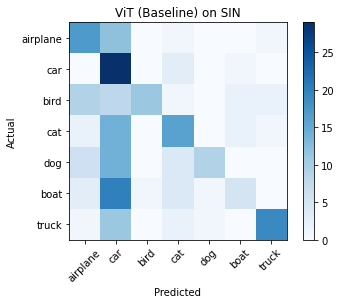 ViT (Baseline) on SIN
airplane
car
bird
cat
dog
boat
truck
Actual
airplane car bird cat dog boat truck
Predicted
25
20
15
10
5
0